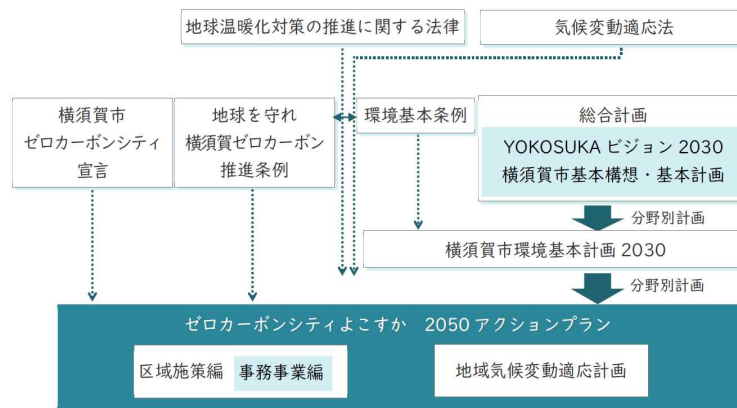 地球温暖化対策の推進に関する法律
気候変動適応法
横須賀市
ゼロカーボンシティ
宣言
地球を守れ
横須賀ゼロカーボン
推進条例
環境基本条例
総合計画
YOKOSUKA ビジョン 2030
横須賀市基本構想・基本計画
分野別計画
横須賀市環境基本計画 2030
分野別計画
ゼロカーボンシティよこすか 2050 アクションプラン
区域施策編
事務事業編
地域気候変動適応計画